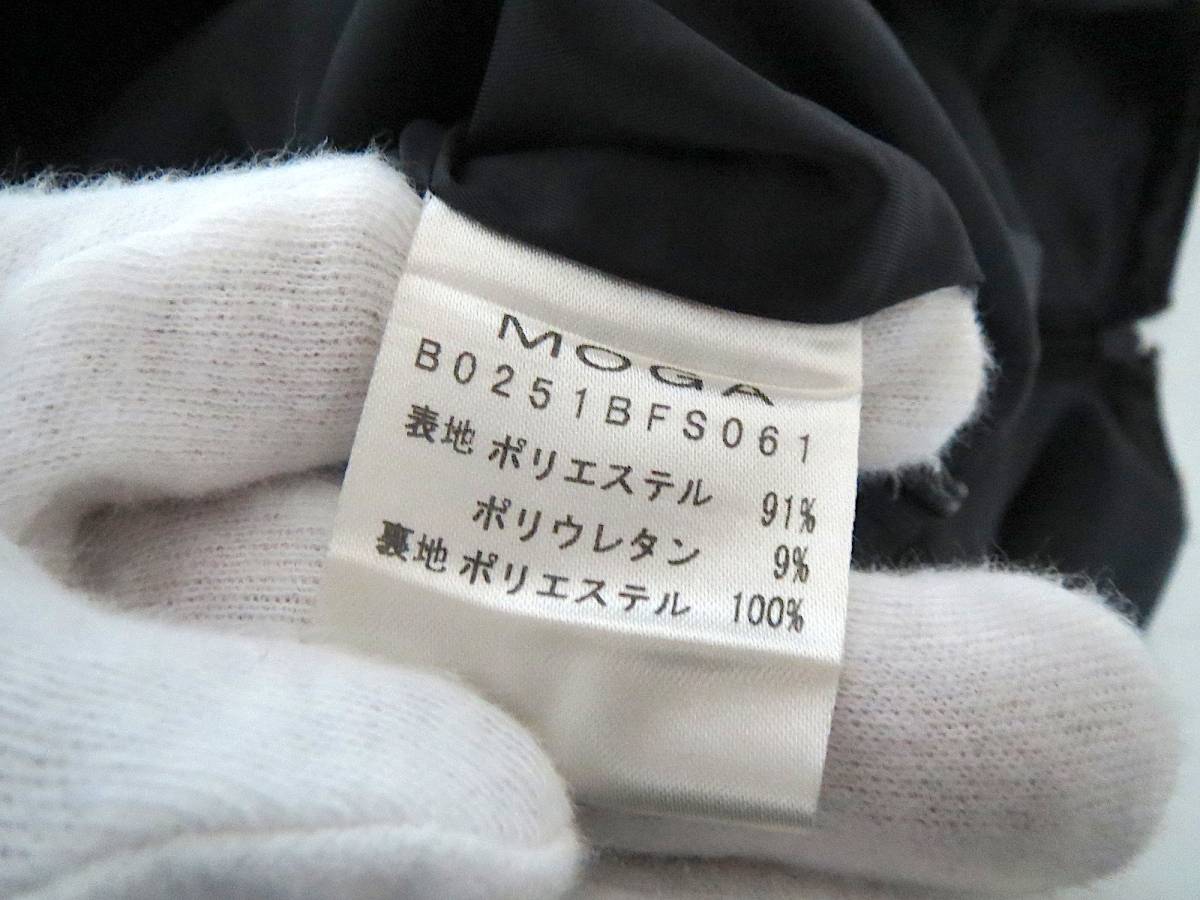 MOGA
B0251BFS061
表地 ポリエステル 91%
ポリウレタン 9%
裏地 ポリエステル 100%